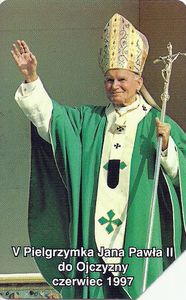 V Pielgrzymka Jana Pawła II
do Ojczyzny
czerwiec 1997